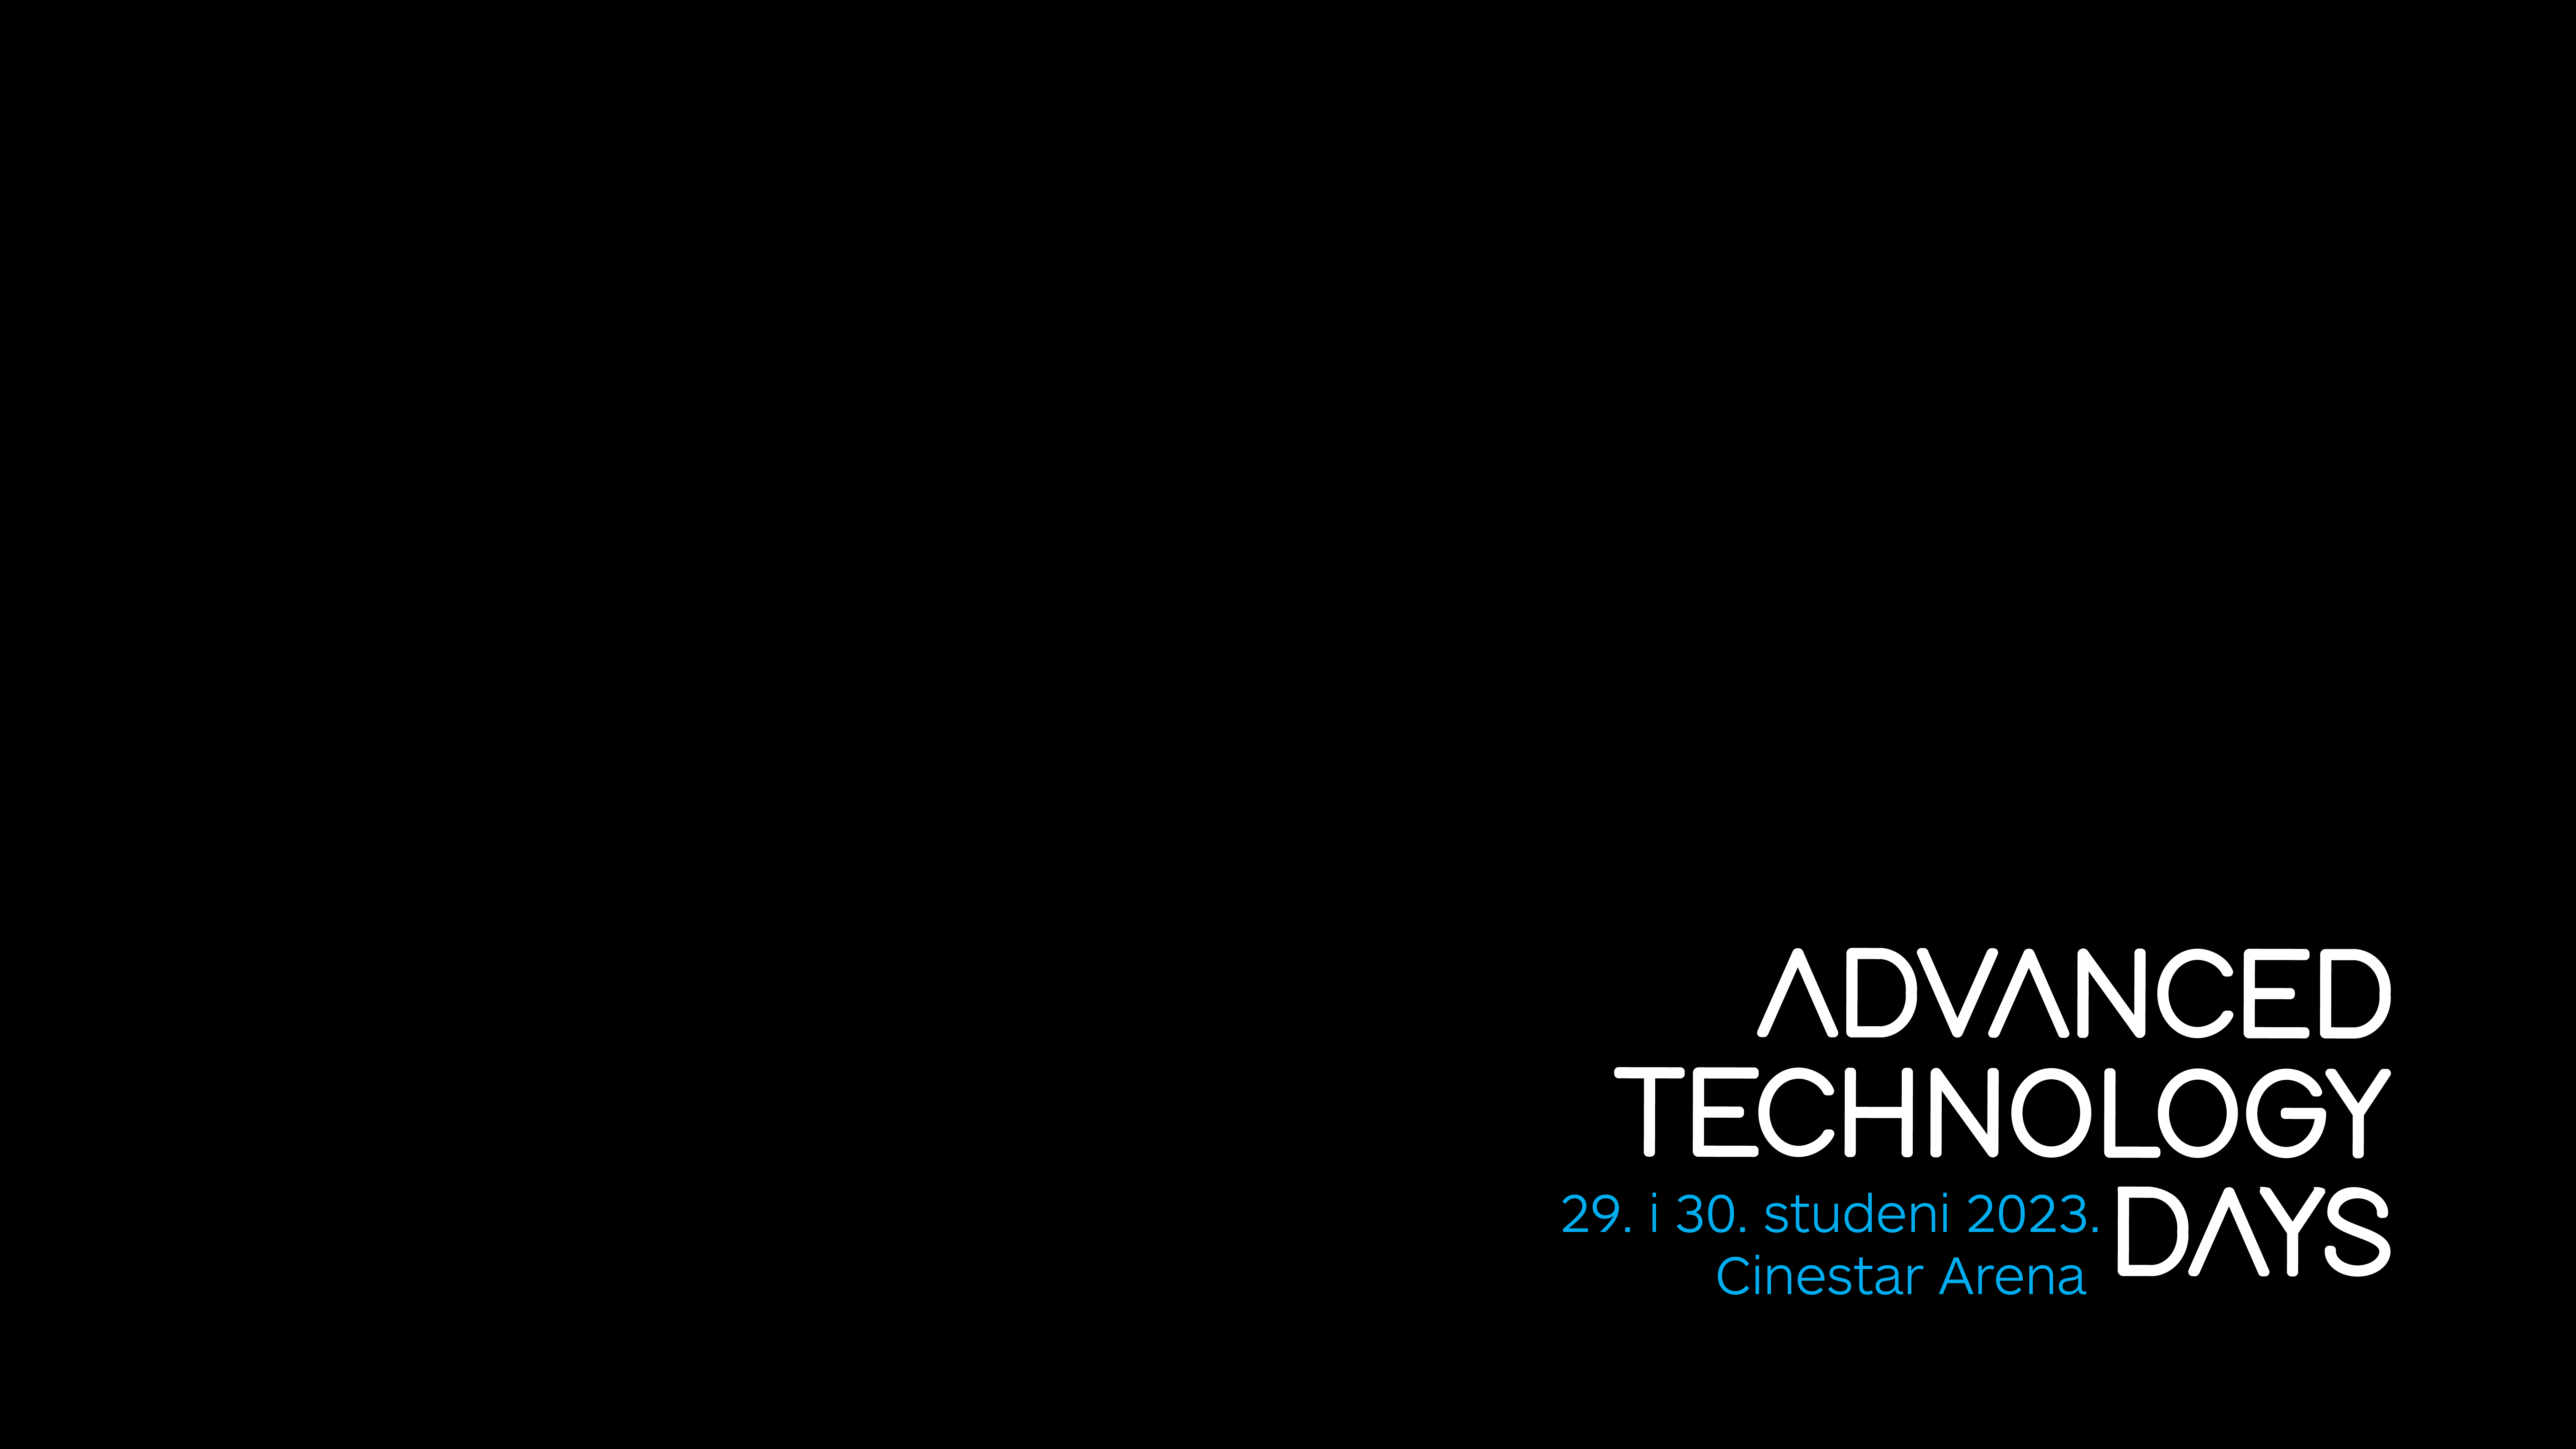 ADVANCED
TECHNOLOGY
DAYS
29. i 30. studeni 2023.
Cinestar Arena